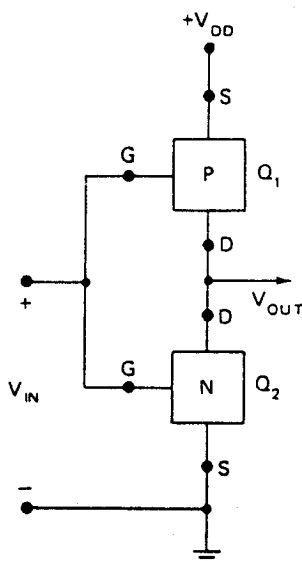 +V_DD
S
G
P Q_1
D
V_OUT
+
D
G
V_IN N Q_2
S
−